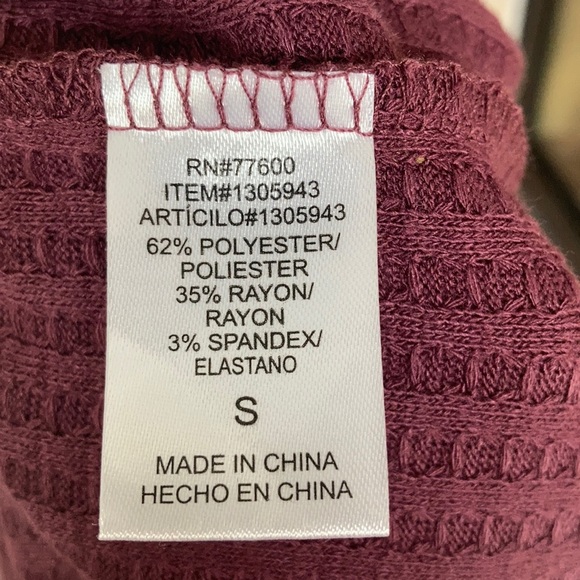 RN#77600
ITEM#1305943
ARTÍCILO#1305943
62% POLYESTER/
POLIESTER
35% RAYON/
RAYON
3% SPANDEX/
ELASTANO
S
MADE IN CHINA
HECHO EN CHINA